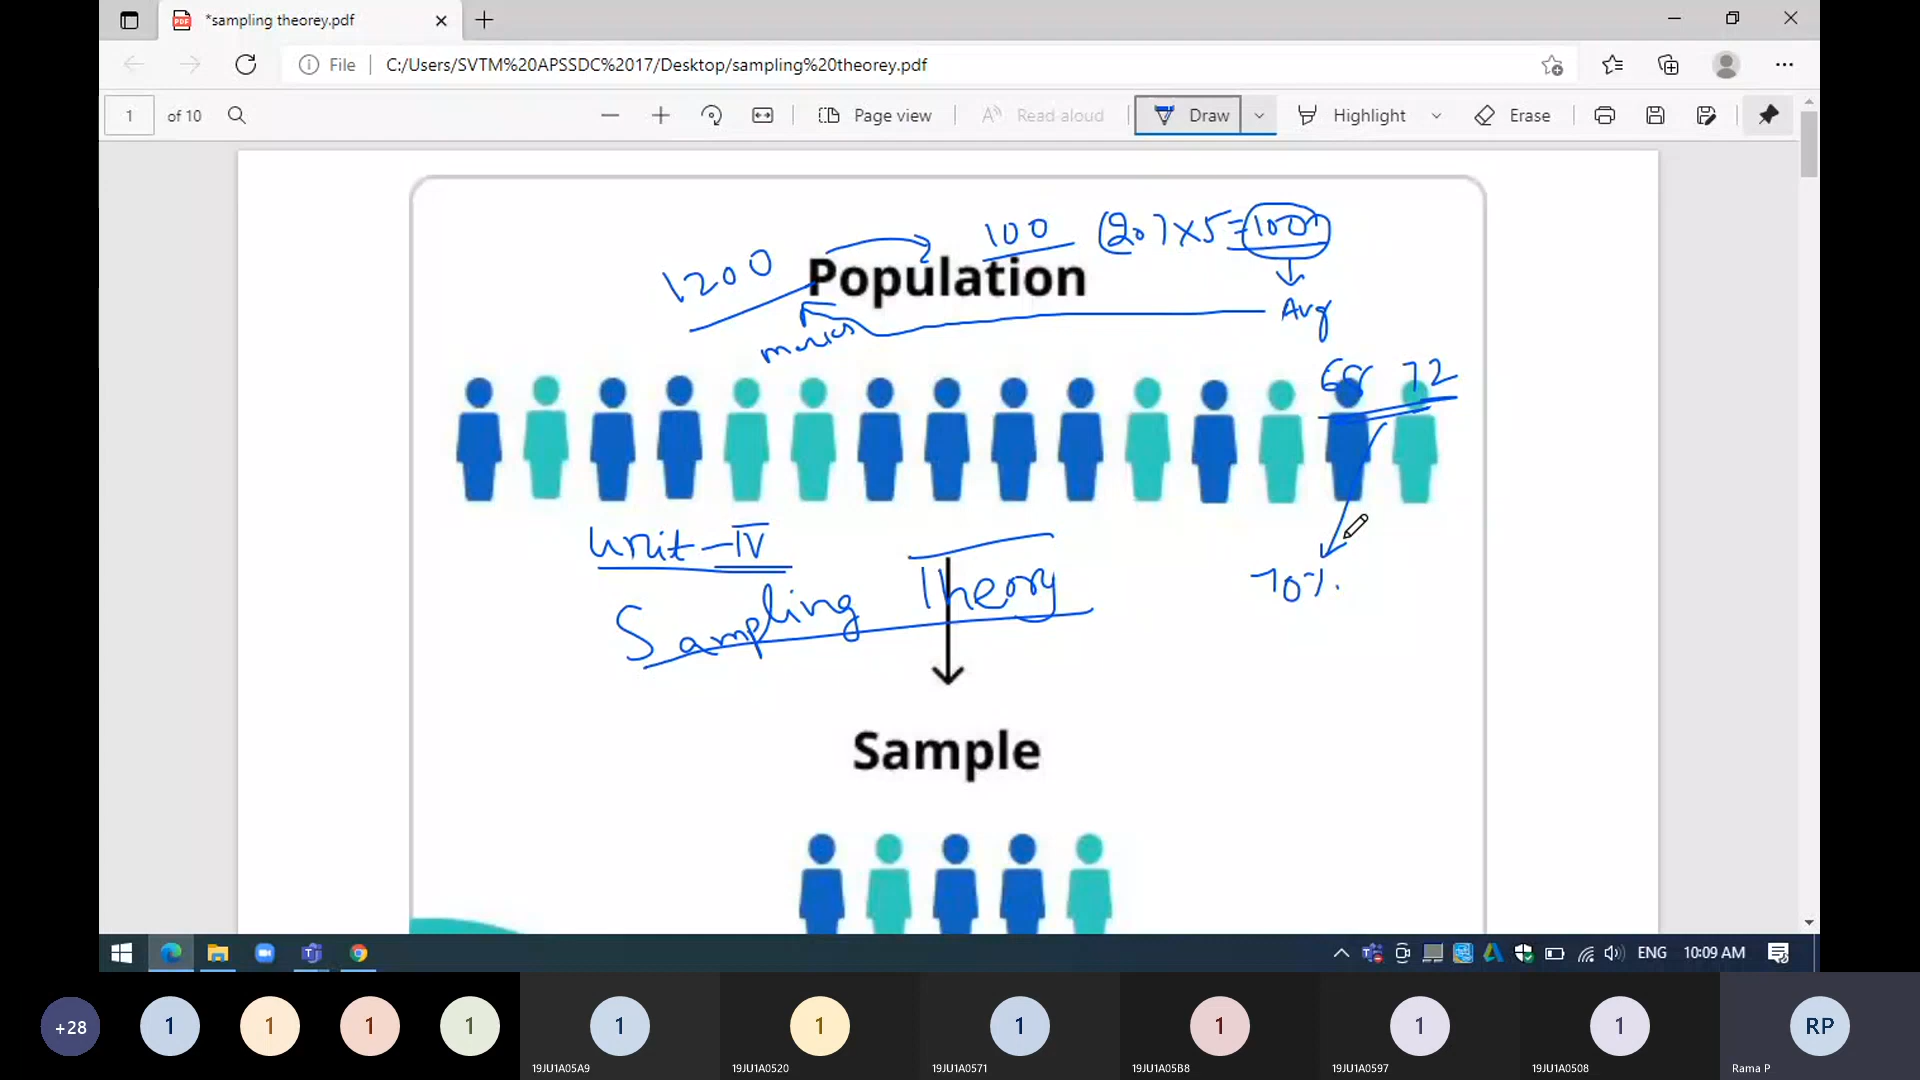 *sampling theorey.pdf
File C:/Users/SVTM%20APSSDC%2017/Desktop/sampling%20theorey.pdf
1 of 10 Page view Read aloud Draw Highlight Erase
1200 100 (20)×5=100
Population
Avg
marks
68 72
Unit-IV
Sampling Theory
70%.
Sample
ENG 10:09 AM
+28 1 1 1 1 1 1 1 1 1 1 RP
19JU1A05A9 19JU1A0520 19JU1A0571 19JU1A05B8 19JU1A0597 19JU1A0508 Rama P